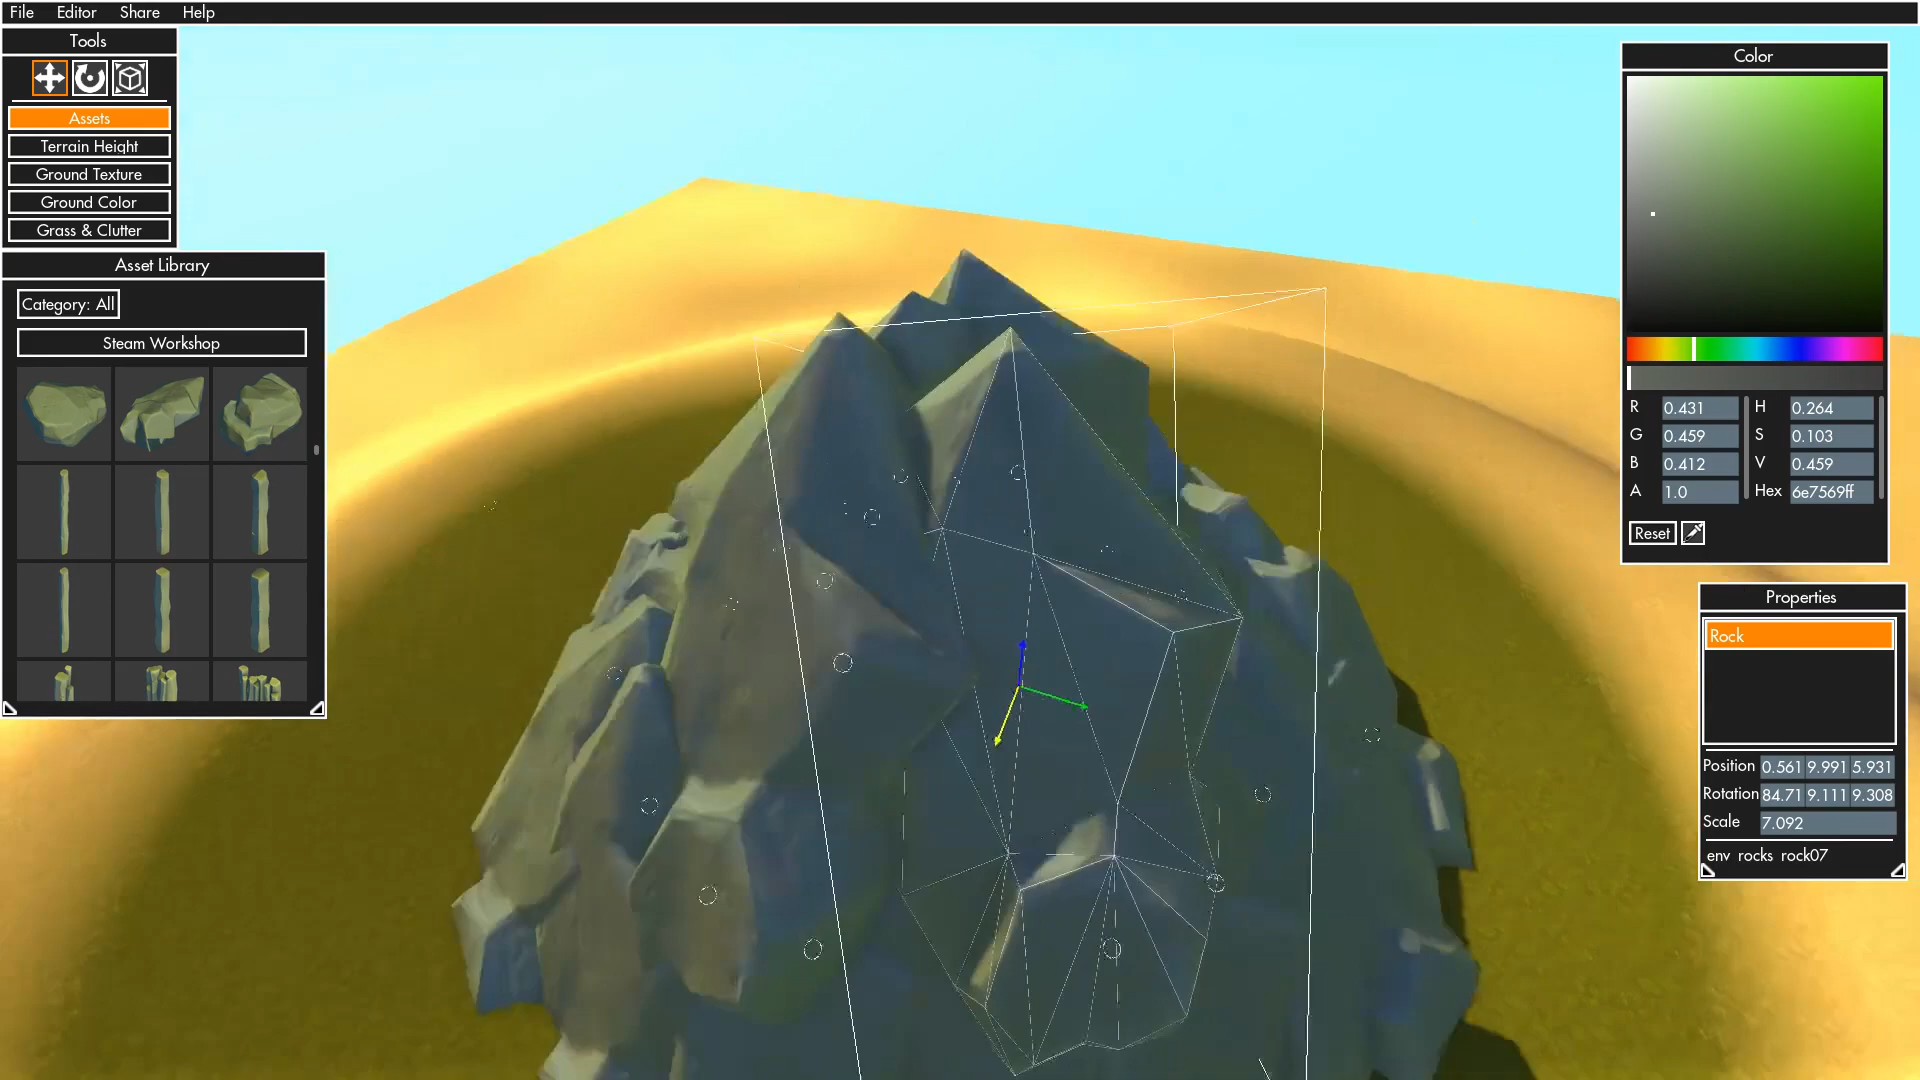 File Editor Share Help
Tools
Assets
Terrain Height
Ground Texture
Ground Color
Grass & Clutter
Asset Library
Category: All
Steam Workshop
Color
R 0.431 H 0.264
G 0.459 S 0.103
B 0.412 V 0.459
A 1.0 Hex 6e7569ff
Reset
Properties
Rock
Position 0.561 9.991 5.931
Rotation 84.71 9.111 9.308
Scale 7.092
env rocks rock07